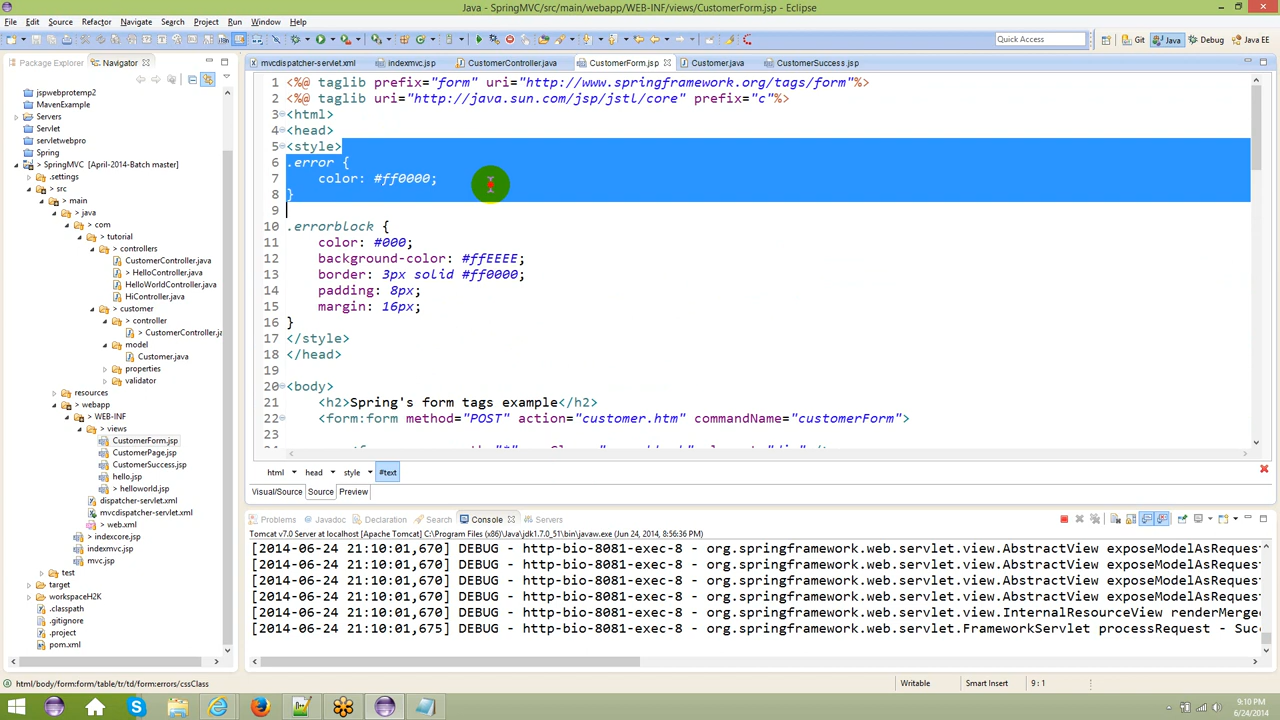 Java - SpringMVC/src/main/webapp/WEB-INF/views/CustomerForm.jsp - Eclipse
File Edit Source Refactor Navigate Search Project Run Window Help
Quick Access
Git Java Debug Java EE
Package Explorer Navigator
mvcdispatcher-servlet.xml indexmvc.jsp CustomerController.java CustomerForm.jsp Customer.java CustomerSuccess.jsp
jspwebprotemp2
MavenExample
Servers
Servlet
servletwebpro
Spring
SpringMVC [April-2014-Batch master]
.settings
src
main
java
com
tutorial
controllers
CustomerController.java
> HelloController.java
HelloWorldController.java
HiController.java
customer
controller
> CustomerController.ja
model
Customer.java
properties
validator
resources
webapp
WEB-INF
views
CustomerForm.jsp
CustomerPage.jsp
CustomerSuccess.jsp
hello.jsp
> helloworld.jsp
dispatcher-servlet.xml
mvcdispatcher-servlet.xml
> web.xml
> indexcore.jsp
indexmvc.jsp
mvc.jsp
test
target
workspaceH2K
.classpath
.gitignore
.project
pom.xml
1 <%@ taglib prefix="form" uri="http://www.springframework.org/tags/form"%>
2 <%@ taglib uri="http://java.sun.com/jsp/jstl/core" prefix="c"%>
3 <html>
4 <head>
5 <style>
6 .error {
7 color: #ff0000;
8 }
9
10 .errorblock {
11 color: #000;
12 background-color: #ffEEEE;
13 border: 3px solid #ff0000;
14 padding: 8px;
15 margin: 16px;
16 }
17 </style>
18 </head>
19
20 <body>
21 <h2>Spring's form tags example</h2>
22 <form:form method="POST" action="customer.htm" commandName="customerForm">
23
html head style #text
Visual/Source Source Preview
Problems Javadoc Declaration Search Console Servers
Tomcat v7.0 Server at localhost [Apache Tomcat] C:\Program Files (x86)\Java\jdk1.7.0_51\bin\javaw.exe (Jun 24, 2014, 8:56:36 PM)
[2014-06-24 21:10:01,670] DEBUG - http-bio-8081-exec-8 - org.springframework.web.servlet.view.AbstractView exposeModelAsRequest
[2014-06-24 21:10:01,670] DEBUG - http-bio-8081-exec-8 - org.springframework.web.servlet.view.AbstractView exposeModelAsRequest
[2014-06-24 21:10:01,670] DEBUG - http-bio-8081-exec-8 - org.springframework.web.servlet.view.AbstractView exposeModelAsRequest
[2014-06-24 21:10:01,670] DEBUG - http-bio-8081-exec-8 - org.springframework.web.servlet.view.AbstractView exposeModelAsRequest
[2014-06-24 21:10:01,670] DEBUG - http-bio-8081-exec-8 - org.springframework.web.servlet.view.InternalResourceView renderMerged
[2014-06-24 21:10:01,675] DEBUG - http-bio-8081-exec-8 - org.springframework.web.servlet.FrameworkServlet processRequest - Succ
html/body/form:form/table/tr/td/form:errors/cssClass Writable Smart Insert 9 : 1
9:10 PM
6/24/2014